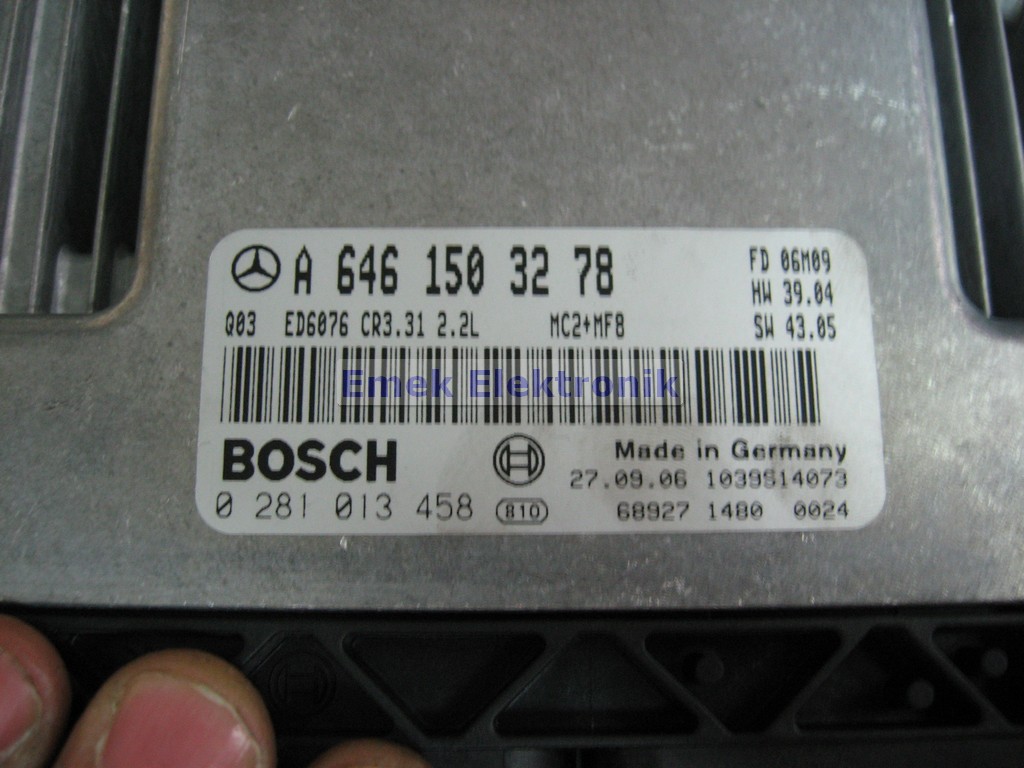 A 646 150 32 78
FD 06M09
HW 39.04
Q03 ED6076 CR3.31 2.2L MC2+MF8 SW 43.05
Emek Elektronik
BOSCH
Made in Germany
27.09.06 1039S14073
0 281 013 458 810 68927 1480 0024